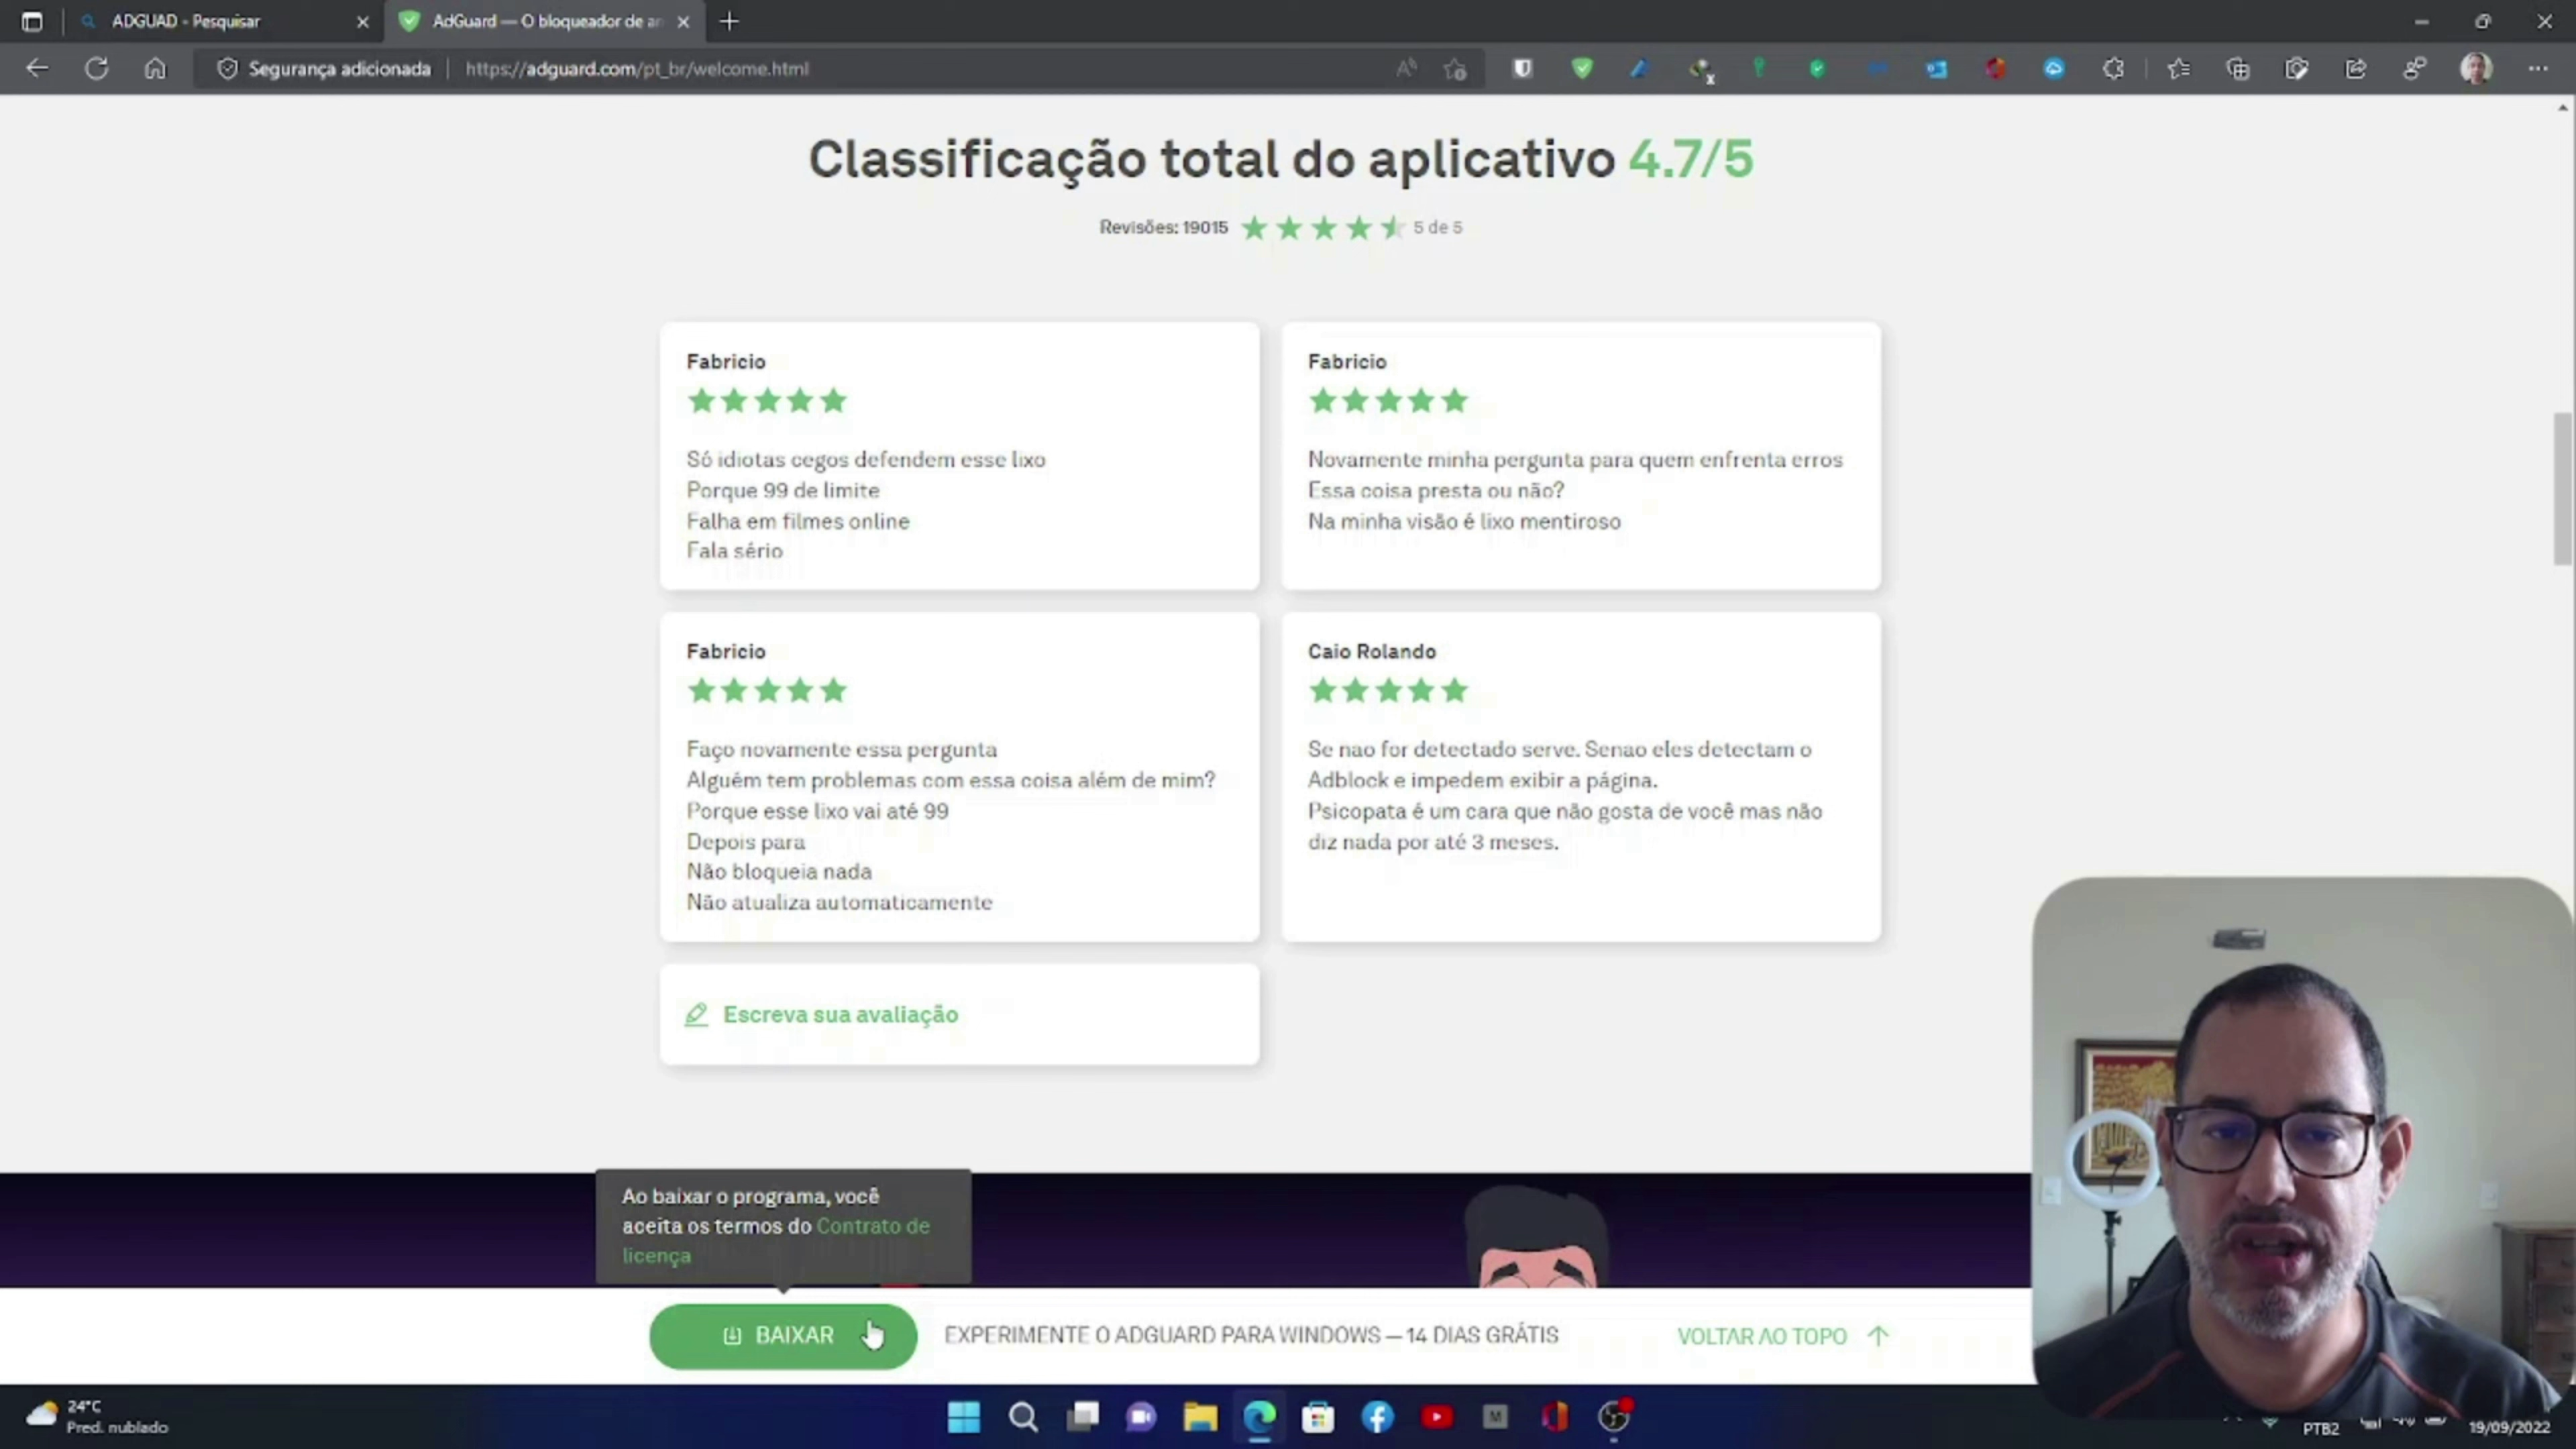 ADGUAD - Pesquisar
AdGuard — O bloqueador de an
Segurança adicionada
https://adguard.com/pt_br/welcome.html
Classificação total do aplicativo 4.7/5
Revisões: 19015
5 de 5
Fabricio
Só idiotas cegos defendem esse lixo
Porque 99 de limite
Falha em filmes online
Fala sério
Fabricio
Novamente minha pergunta para quem enfrenta erros
Essa coisa presta ou não?
Na minha visão é lixo mentiroso
Fabricio
Faço novamente essa pergunta
Alguém tem problemas com essa coisa além de mim?
Porque esse lixo vai até 99
Depois para
Não bloqueia nada
Não atualiza automaticamente
Caio Rolando
Se nao for detectado serve. Senao eles detectam o
Adblock e impedem exibir a página.
Psicopata é um cara que não gosta de você mas não
diz nada por até 3 meses.
Escreva sua avaliação
Ao baixar o programa, você
aceita os termos do Contrato de
licença
BAIXAR
EXPERIMENTE O ADGUARD PARA WINDOWS — 14 DIAS GRÁTIS
VOLTAR AO TOPO
24°C
Pred. nublado
M
PTB2
19/09/2022